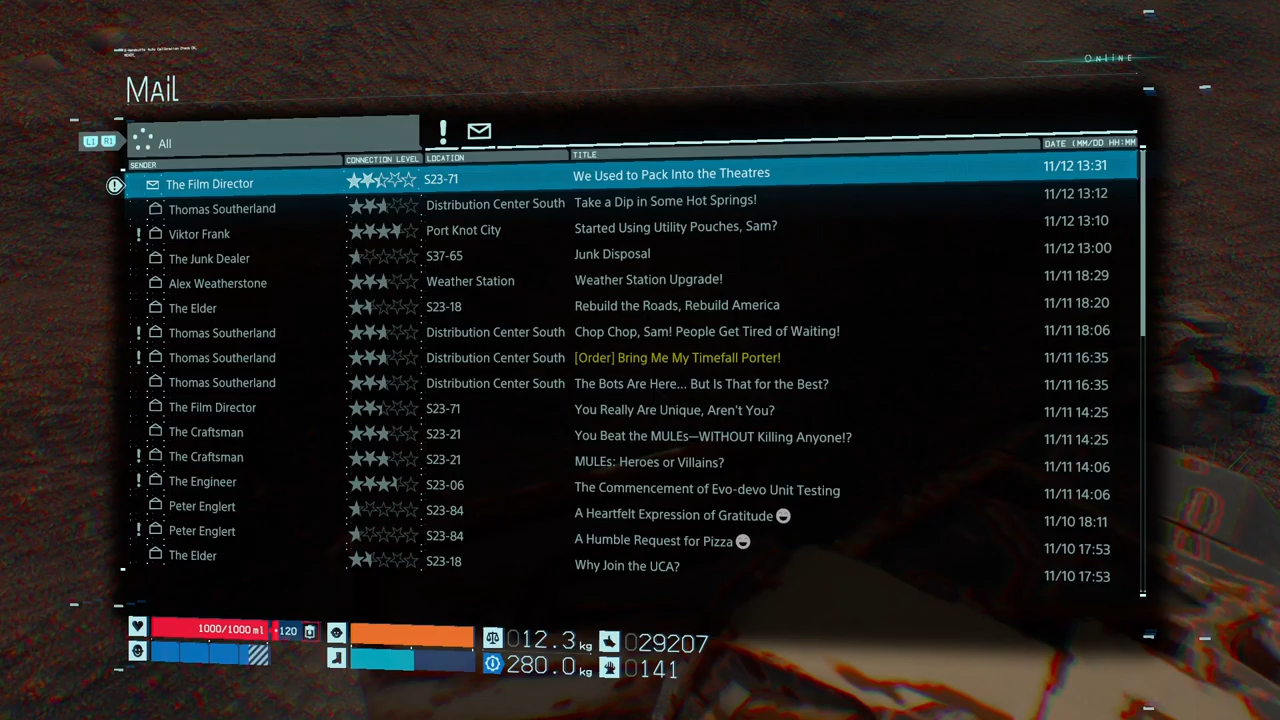 Auto Calibration Check OK.
READY.
Online
Mail
L1 R1 All
SENDER CONNECTION LEVEL LOCATION TITLE DATE (MM/DD HH:MM
The Film Director S23-71 We Used to Pack Into the Theatres 11/12 13:31
Thomas Southerland Distribution Center South Take a Dip in Some Hot Springs! 11/12 13:12
! Viktor Frank Port Knot City Started Using Utility Pouches, Sam? 11/12 13:10
The Junk Dealer S37-65 Junk Disposal 11/12 13:00
Alex Weatherstone Weather Station Weather Station Upgrade! 11/11 18:29
The Elder S23-18 Rebuild the Roads, Rebuild America 11/11 18:20
! Thomas Southerland Distribution Center South Chop Chop, Sam! People Get Tired of Waiting! 11/11 18:06
! Thomas Southerland Distribution Center South [Order] Bring Me My Timefall Porter! 11/11 16:35
Thomas Southerland Distribution Center South The Bots Are Here... But Is That for the Best? 11/11 16:35
The Film Director S23-71 You Really Are Unique, Aren't You? 11/11 14:25
The Craftsman S23-21 You Beat the MULEs—WITHOUT Killing Anyone!? 11/11 14:25
! The Craftsman S23-21 MULEs: Heroes or Villains? 11/11 14:06
! The Engineer S23-06 The Commencement of Evo-devo Unit Testing 11/11 14:06
Peter Englert S23-84 A Heartfelt Expression of Gratitude 11/10 18:11
! Peter Englert S23-84 A Humble Request for Pizza 11/10 17:53
The Elder S23-18 Why Join the UCA? 11/10 17:53
1000/1000 ml 120 012.3 kg 029207
280.0 kg 0141